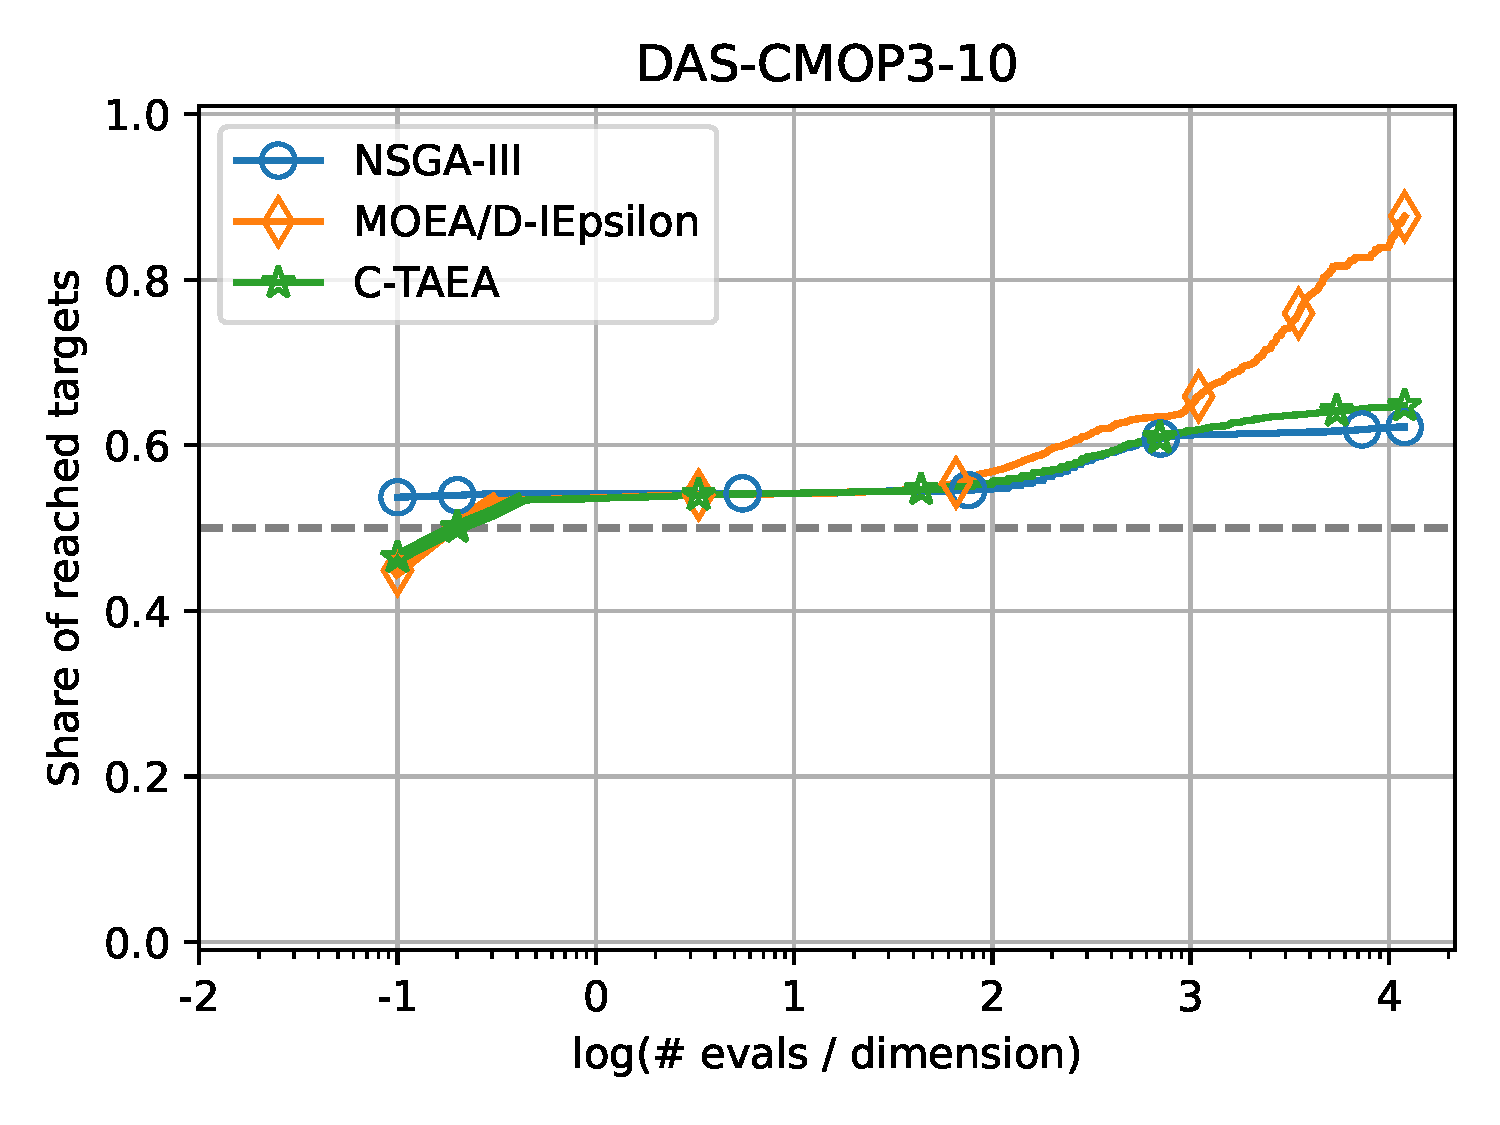 DAS-CMOP3-10
1.0
0.8
0.6
0.4
0.2
0.0
Share of reached targets
NSGA-III
MOEA/D-IEpsilon
C-TAEA
-2 -1 0 1 2 3 4
log(# evals / dimension)